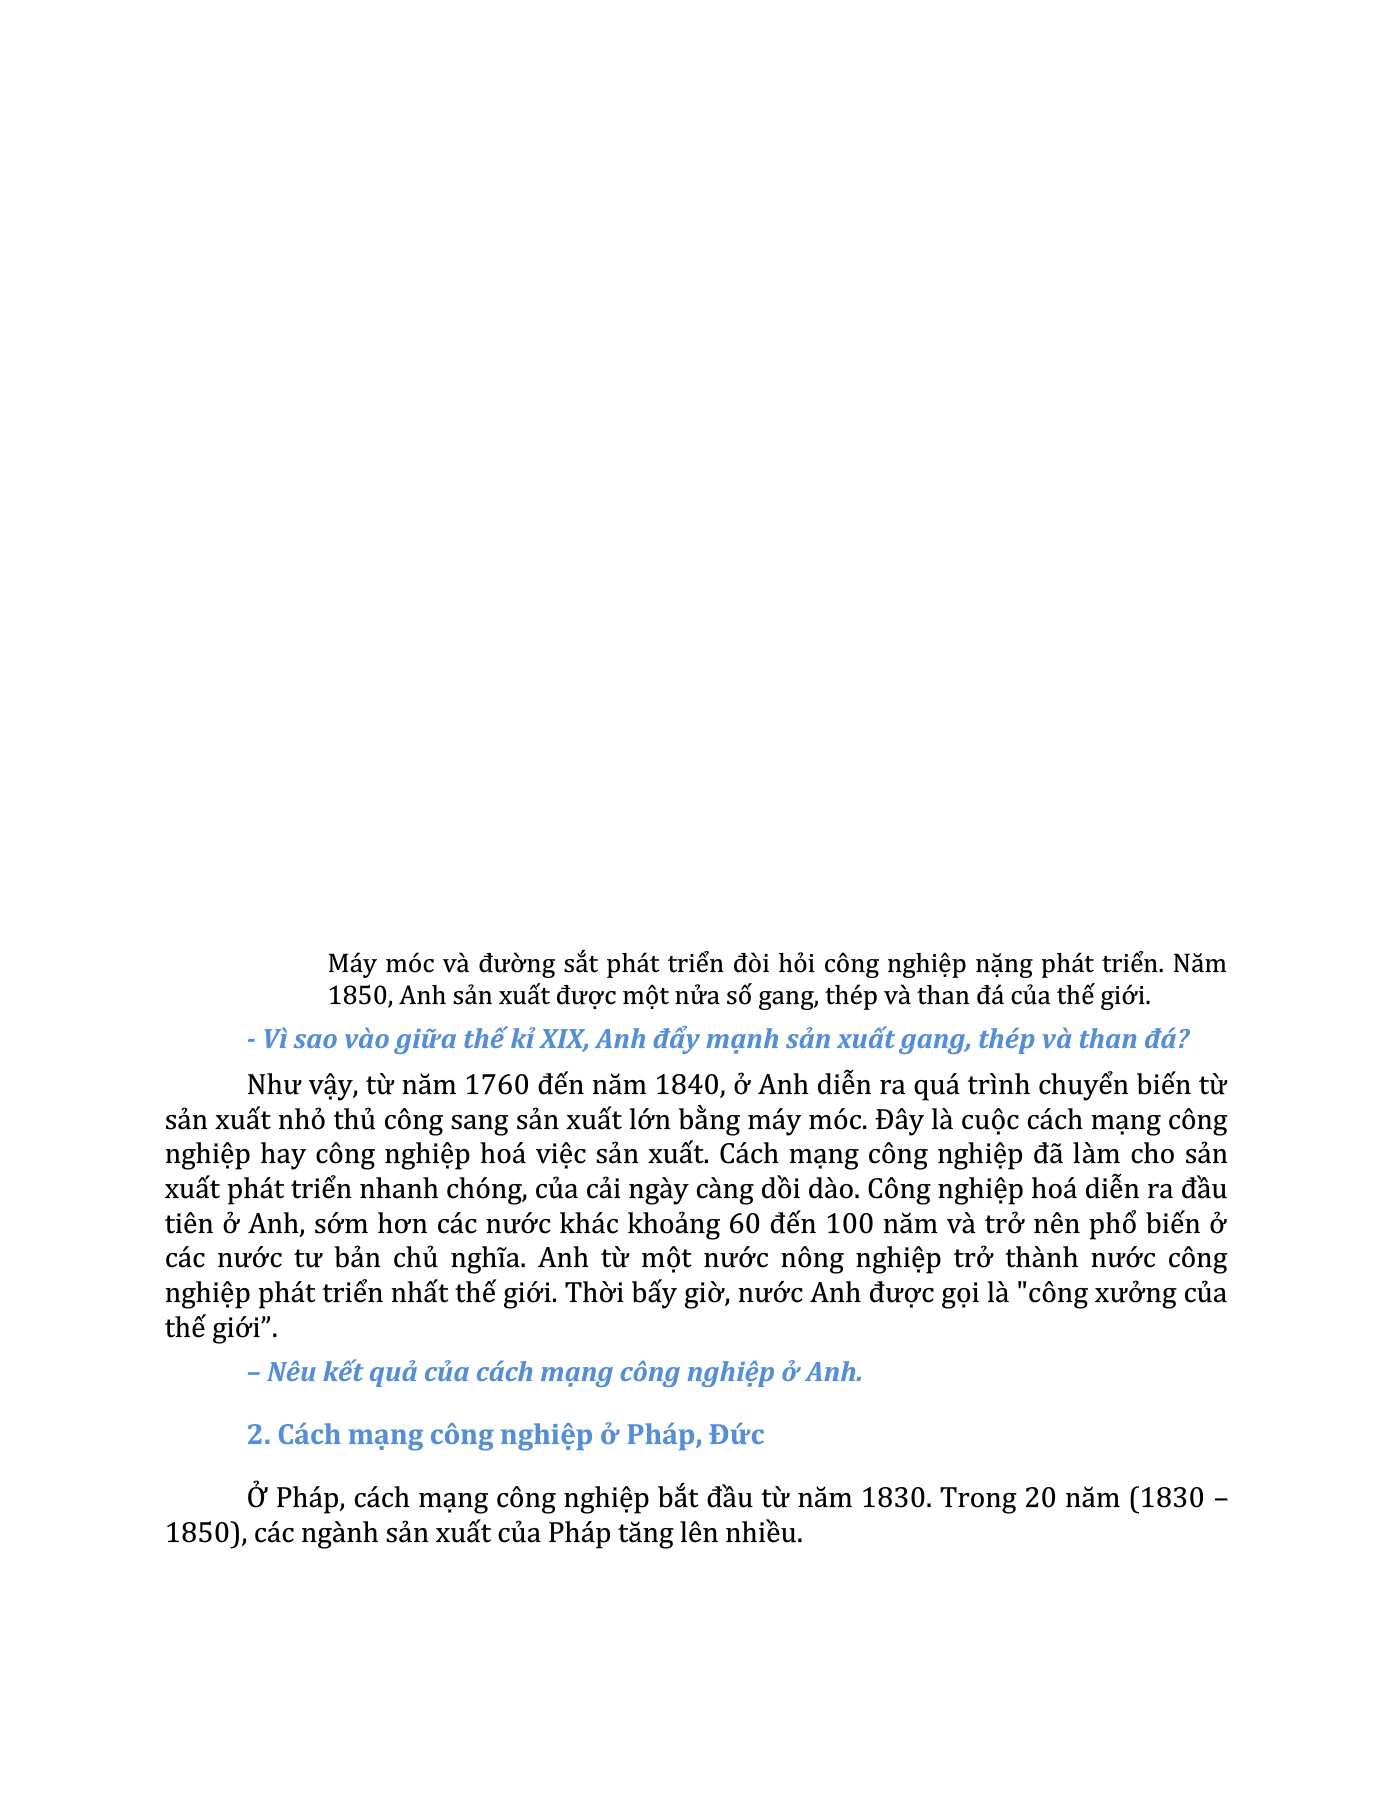 Máy móc và đường sắt phát triển đòi hỏi công nghiệp nặng phát triển. Năm
1850, Anh sản xuất được một nửa số gang, thép và than đá của thế giới.
- Vì sao vào giữa thế kỉ XIX, Anh đẩy mạnh sản xuất gang, thép và than đá?
Như vậy, từ năm 1760 đến năm 1840, ở Anh diễn ra quá trình chuyển biến từ
sản xuất nhỏ thủ công sang sản xuất lớn bằng máy móc. Đây là cuộc cách mạng công
nghiệp hay công nghiệp hoá việc sản xuất. Cách mạng công nghiệp đã làm cho sản
xuất phát triển nhanh chóng, của cải ngày càng dồi dào. Công nghiệp hoá diễn ra đầu
tiên ở Anh, sớm hơn các nước khác khoảng 60 đến 100 năm và trở nên phổ biến ở
các nước tư bản chủ nghĩa. Anh từ một nước nông nghiệp trở thành nước công
nghiệp phát triển nhất thế giới. Thời bấy giờ, nước Anh được gọi là "công xưởng của
thế giới”.
– Nêu kết quả của cách mạng công nghiệp ở Anh.
2. Cách mạng công nghiệp ở Pháp, Đức
Ở Pháp, cách mạng công nghiệp bắt đầu từ năm 1830. Trong 20 năm (1830 –
1850), các ngành sản xuất của Pháp tăng lên nhiều.